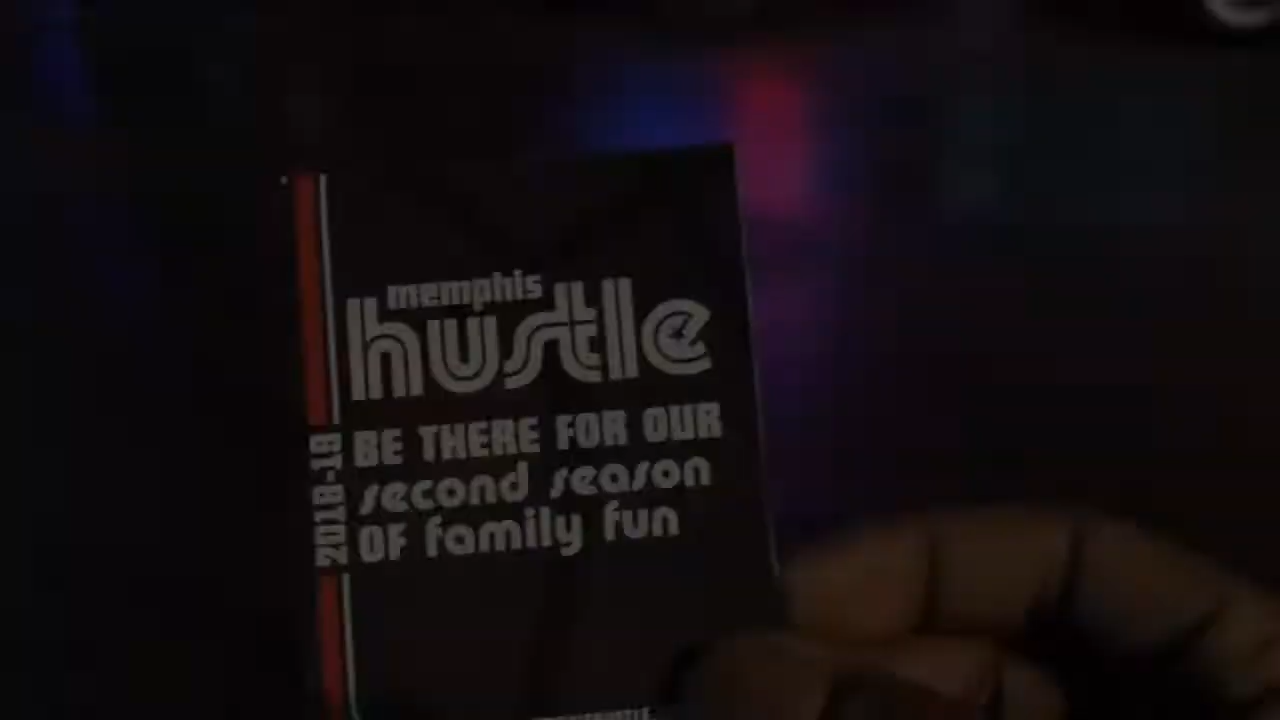 memphis
hustle
BE THERE FOR OUR
second season
OF family fun
2018-19